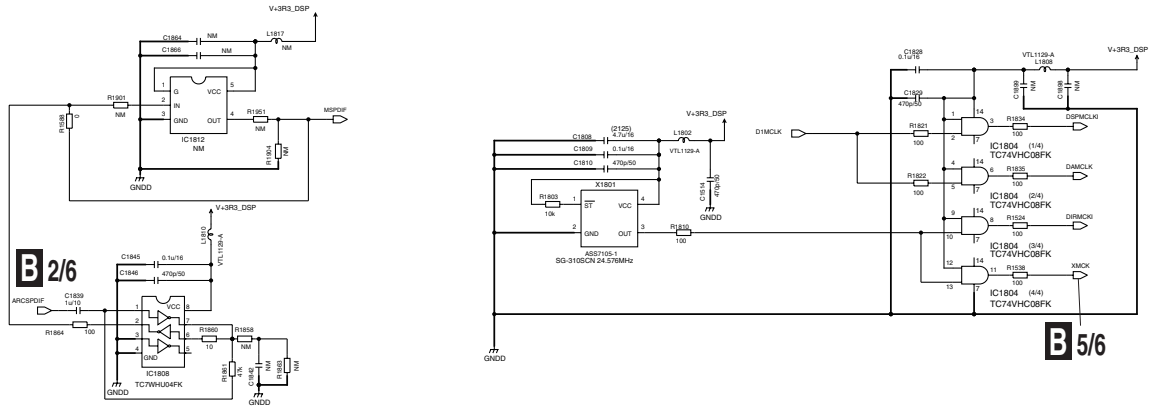 V+3R3_DSP
C1864 NM
L1817
NM
C1866 NM
1 G VCC 5
R1901
NM
2 IN
3 GND OUT 4
R1951
NM
MSPDIF
IC1812
NM
R1588 0
R1904 NM
GNDD
V+3R3_DSP
L1810
VTL1129-A
B 2/6
C1845 0.1u/16
C1846 470p/50
ARCSPDIF
C1839
1u/10
1 VCC 8
2 7
3 6
4 GND 5
R1864 100
R1860
10
R1858
NM
R1861 47k
C1842 NM
R1863 NM
IC1808
TC7WHU04FK
GNDD
GNDD
V+3R3_DSP
(2125)
C1808 4.7u/16
L1802
VTL1129-A
C1809 0.1u/16
C1810 470p/50
C1514 470p/50
GNDD
X1801
R1803
10k
1 ST VCC 4
2 GND OUT 3
R1810
100
ASS7105-1
SG-310SCN 24.576MHz
GNDD
C1828
0.1u/16
VTL1129-A
L1808
V+3R3_DSP
C1829
470p/50
C1899 NM
C1898 NM
D1MCLK
R1821
100
1 14 3
2 7
R1834
100
DSPMCLKI
IC1804 (1/4)
TC74VHC08FK
R1822
100
4 14 6
5 7
R1835
100
DAMCLK
IC1804 (2/4)
TC74VHC08FK
9 14 8
10 7
R1524
100
DIRMCKI
IC1804 (3/4)
TC74VHC08FK
12 14 11
13 7
R1538
100
XMCK
IC1804 (4/4)
TC74VHC08FK
B 5/6